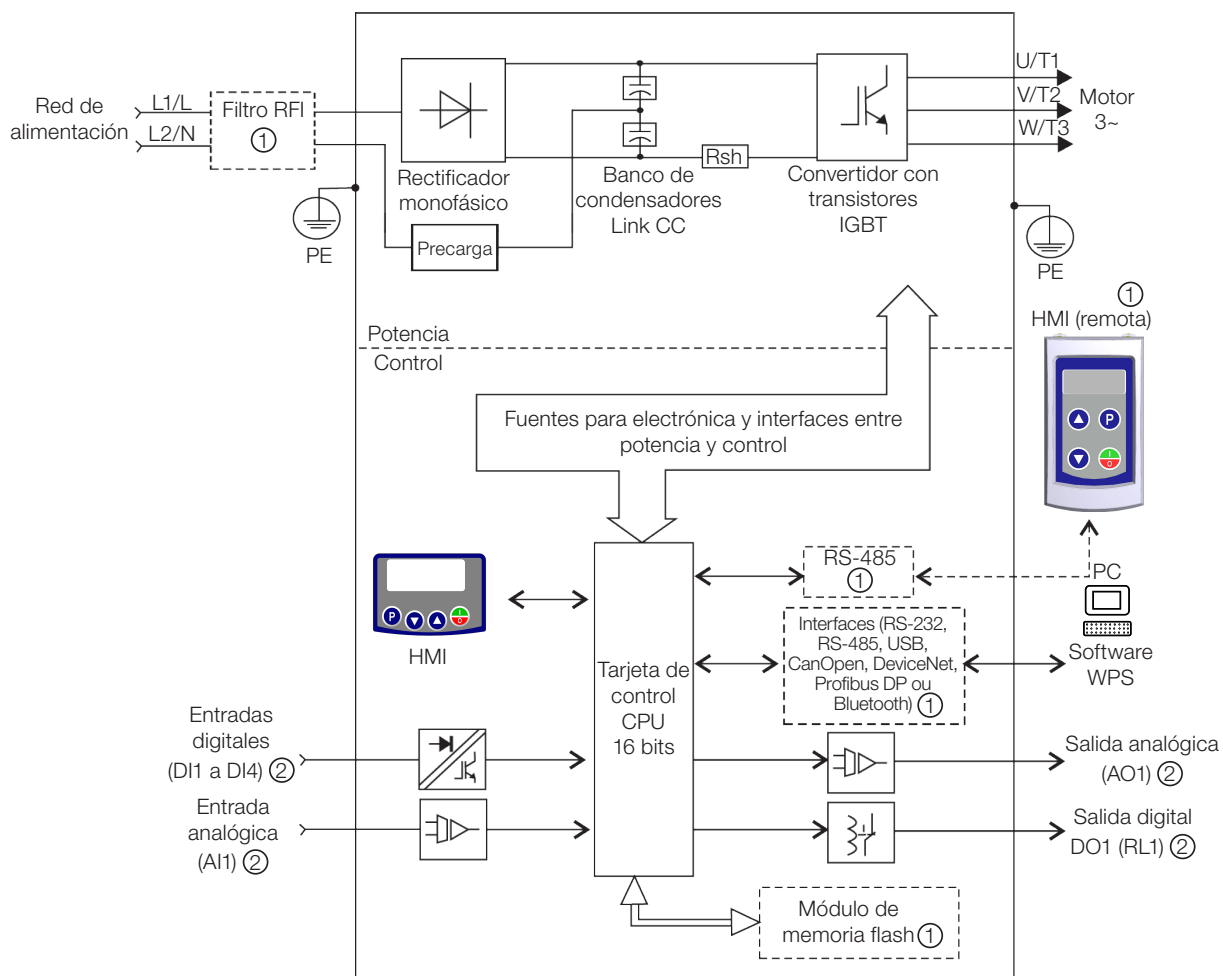 Red de
alimentación
L1/L
L2/N
Filtro RFI
1
Rectificador
monofásico
Precarga
Banco de
condensadores
Link CC
Rsh
Convertidor con
transistores
IGBT
U/T1
V/T2
W/T3
Motor
3~
PE
PE
Potencia
Control
Fuentes para electrónica y interfaces entre
potencia y control
1
HMI (remota)
P
I
0
P
I
0
HMI
Tarjeta de
control
CPU
16 bits
RS-485
1
Interfaces (RS-232,
RS-485, USB,
CanOpen, DeviceNet,
Profibus DP ou
Bluetooth) 1
PC
Software
WPS
Entradas
digitales
(DI1 a DI4) 2
Entrada
analógica
(AI1) 2
Salida analógica
(AO1) 2
Salida digital
DO1 (RL1) 2
Módulo de
memoria flash 1